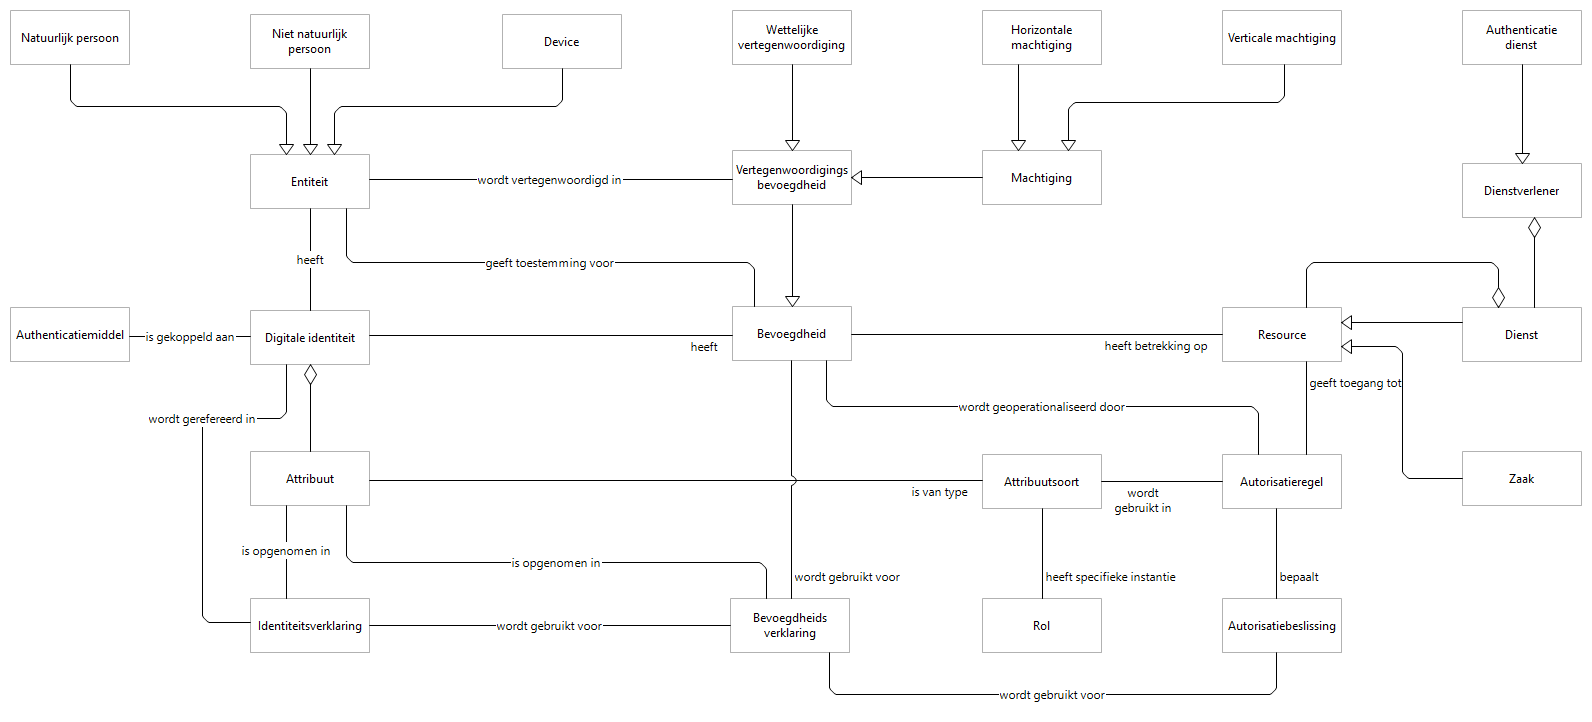 Natuurlijk persoon
Niet natuurlijk
persoon
Device
Wettelijke
vertegenwoordiging
Horizontale
machtiging
Verticale machtiging
Authenticatie
dienst
Entiteit
wordt vertegenwoordigd in
Vertegenwoordigings
bevoegdheid
Machtiging
Dienstverlener
heeft
geeft toestemming voor
Authenticatiemiddel
is gekoppeld aan
Digitale identiteit
heeft
Bevoegdheid
heeft betrekking op
Resource
Dienst
geeft toegang tot
wordt gerefereerd in
wordt geoperationaliseerd door
Attribuut
is van type
Attribuutsoort
wordt
gebruikt in
Autorisatieregel
Zaak
is opgenomen in
is opgenomen in
wordt gebruikt voor
heeft specifieke instantie
bepaalt
Identiteitsverklaring
wordt gebruikt voor
Bevoegdheids
verklaring
Rol
Autorisatiebeslissing
wordt gebruikt voor